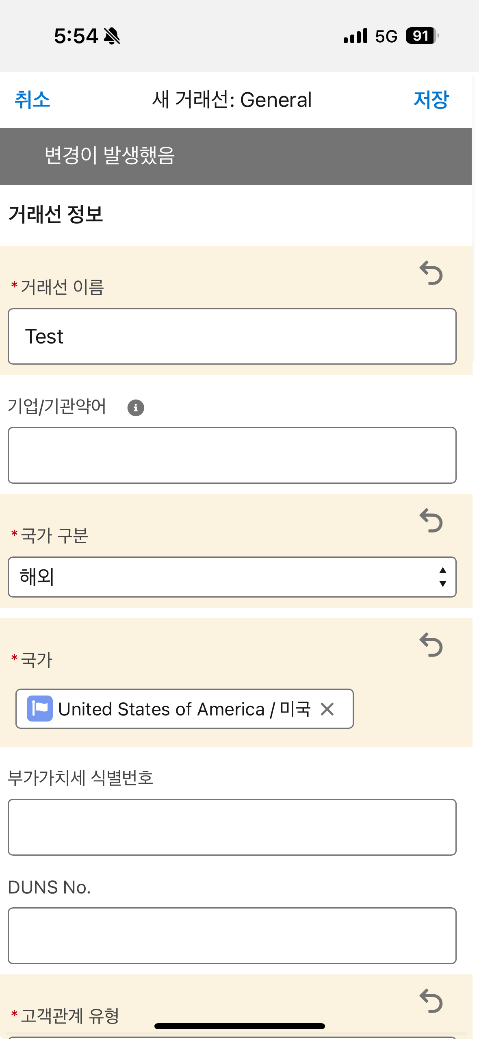 5:54 5G 91
취소 새 거래선: General 저장
변경이 발생했음
거래선 정보
*거래선 이름
Test
기업/기관약어
*국가 구분
해외
*국가
United States of America / 미국
부가가치세 식별번호
DUNS No.
*고객관계 유형